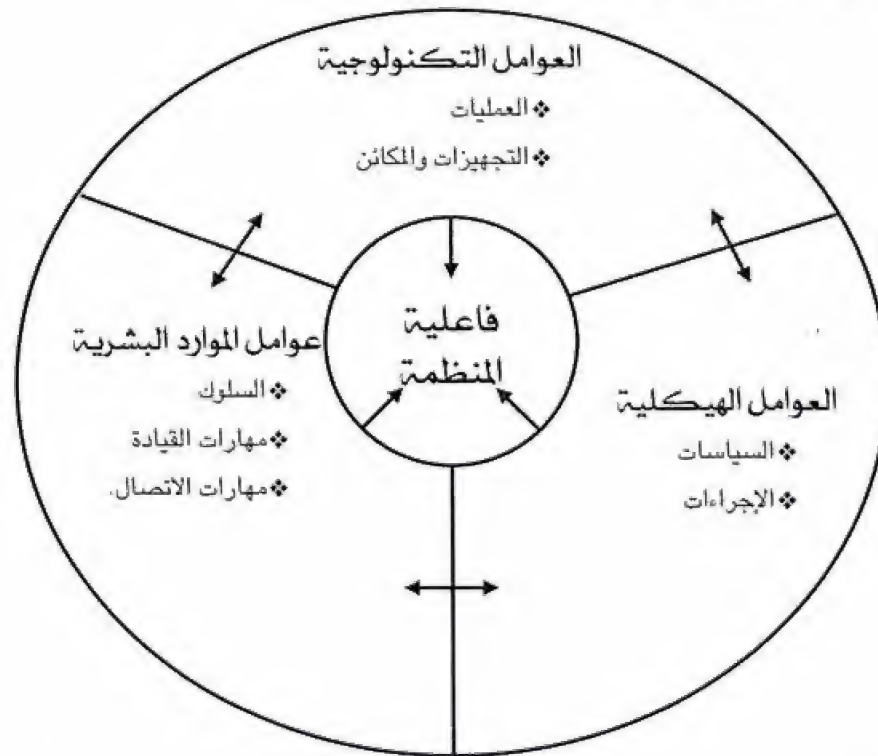 العوامل التكنولوجية
❖ العمليات
❖ التجهيزات والمكائن
فاعلية
المنظمة
العوامل الهيكلية
❖ السياسات
❖ الإجراءات
عوامل الموارد البشرية
❖ السلوك
❖ مهارات القيادة
❖ مهارات الاتصال.